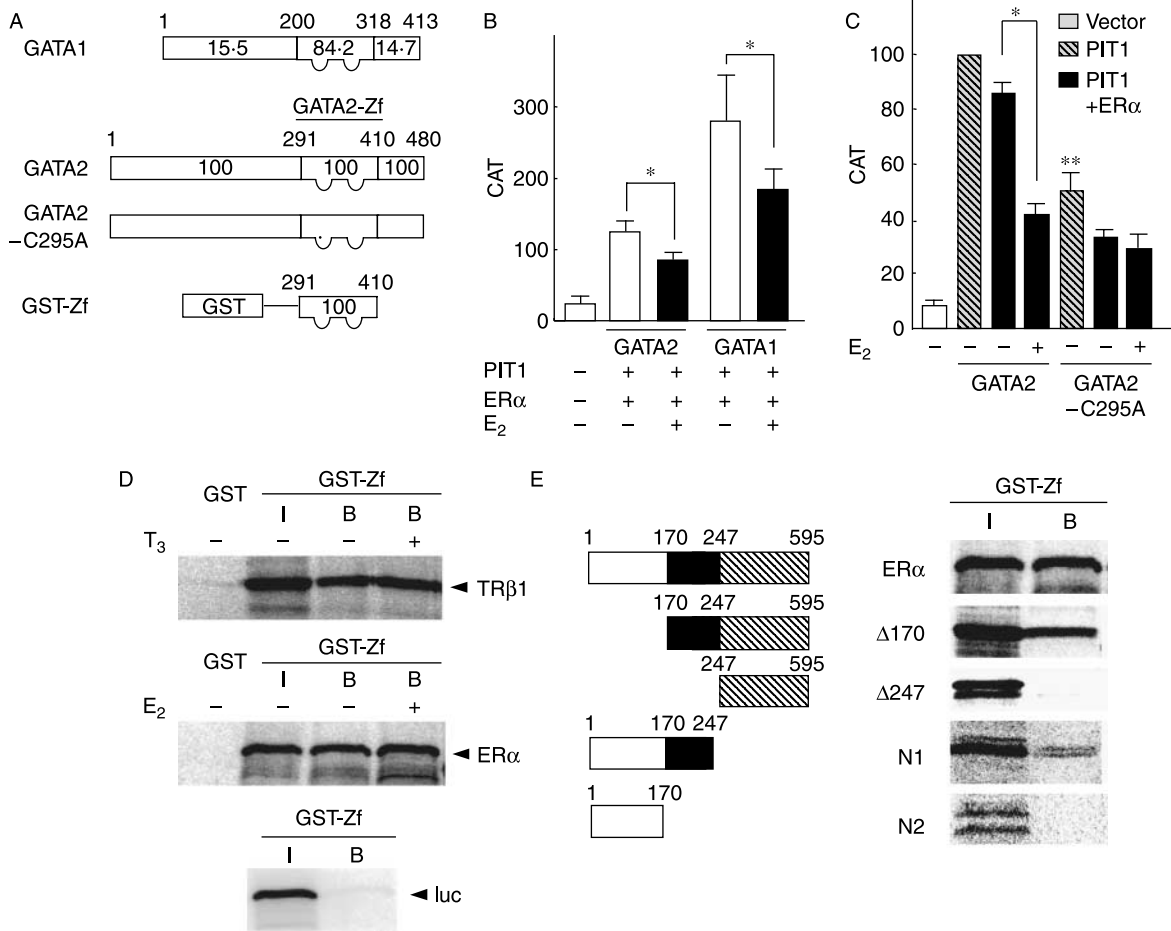 A
1 200 318 413
GATA1
15·5 84·2 14·7
GATA2-Zf
1 291 410 480
GATA2
100 100 100
GATA2
−C295A
291 410
GST-Zf
GST 100
B
CAT
300
200
100
0
* *
GATA2 GATA1
PIT1 − + + + +
ERα − + + + +
E2 − − + − +
C
Vector
PIT1
PIT1
+ERα
CAT
100
80
60
40
20
0
*
**
E2 − − − + − − +
GATA2 GATA2
−C295A
D
GST GST-Zf
I B B
T3 − − − +
TRβ1
GST GST-Zf
I B B
E2 − − − +
ERα
GST-Zf
I B
luc
E
1 170 247 595
170 247 595
247 595
1 170 247
1 170
GST-Zf
I B
ERα
Δ170
Δ247
N1
N2